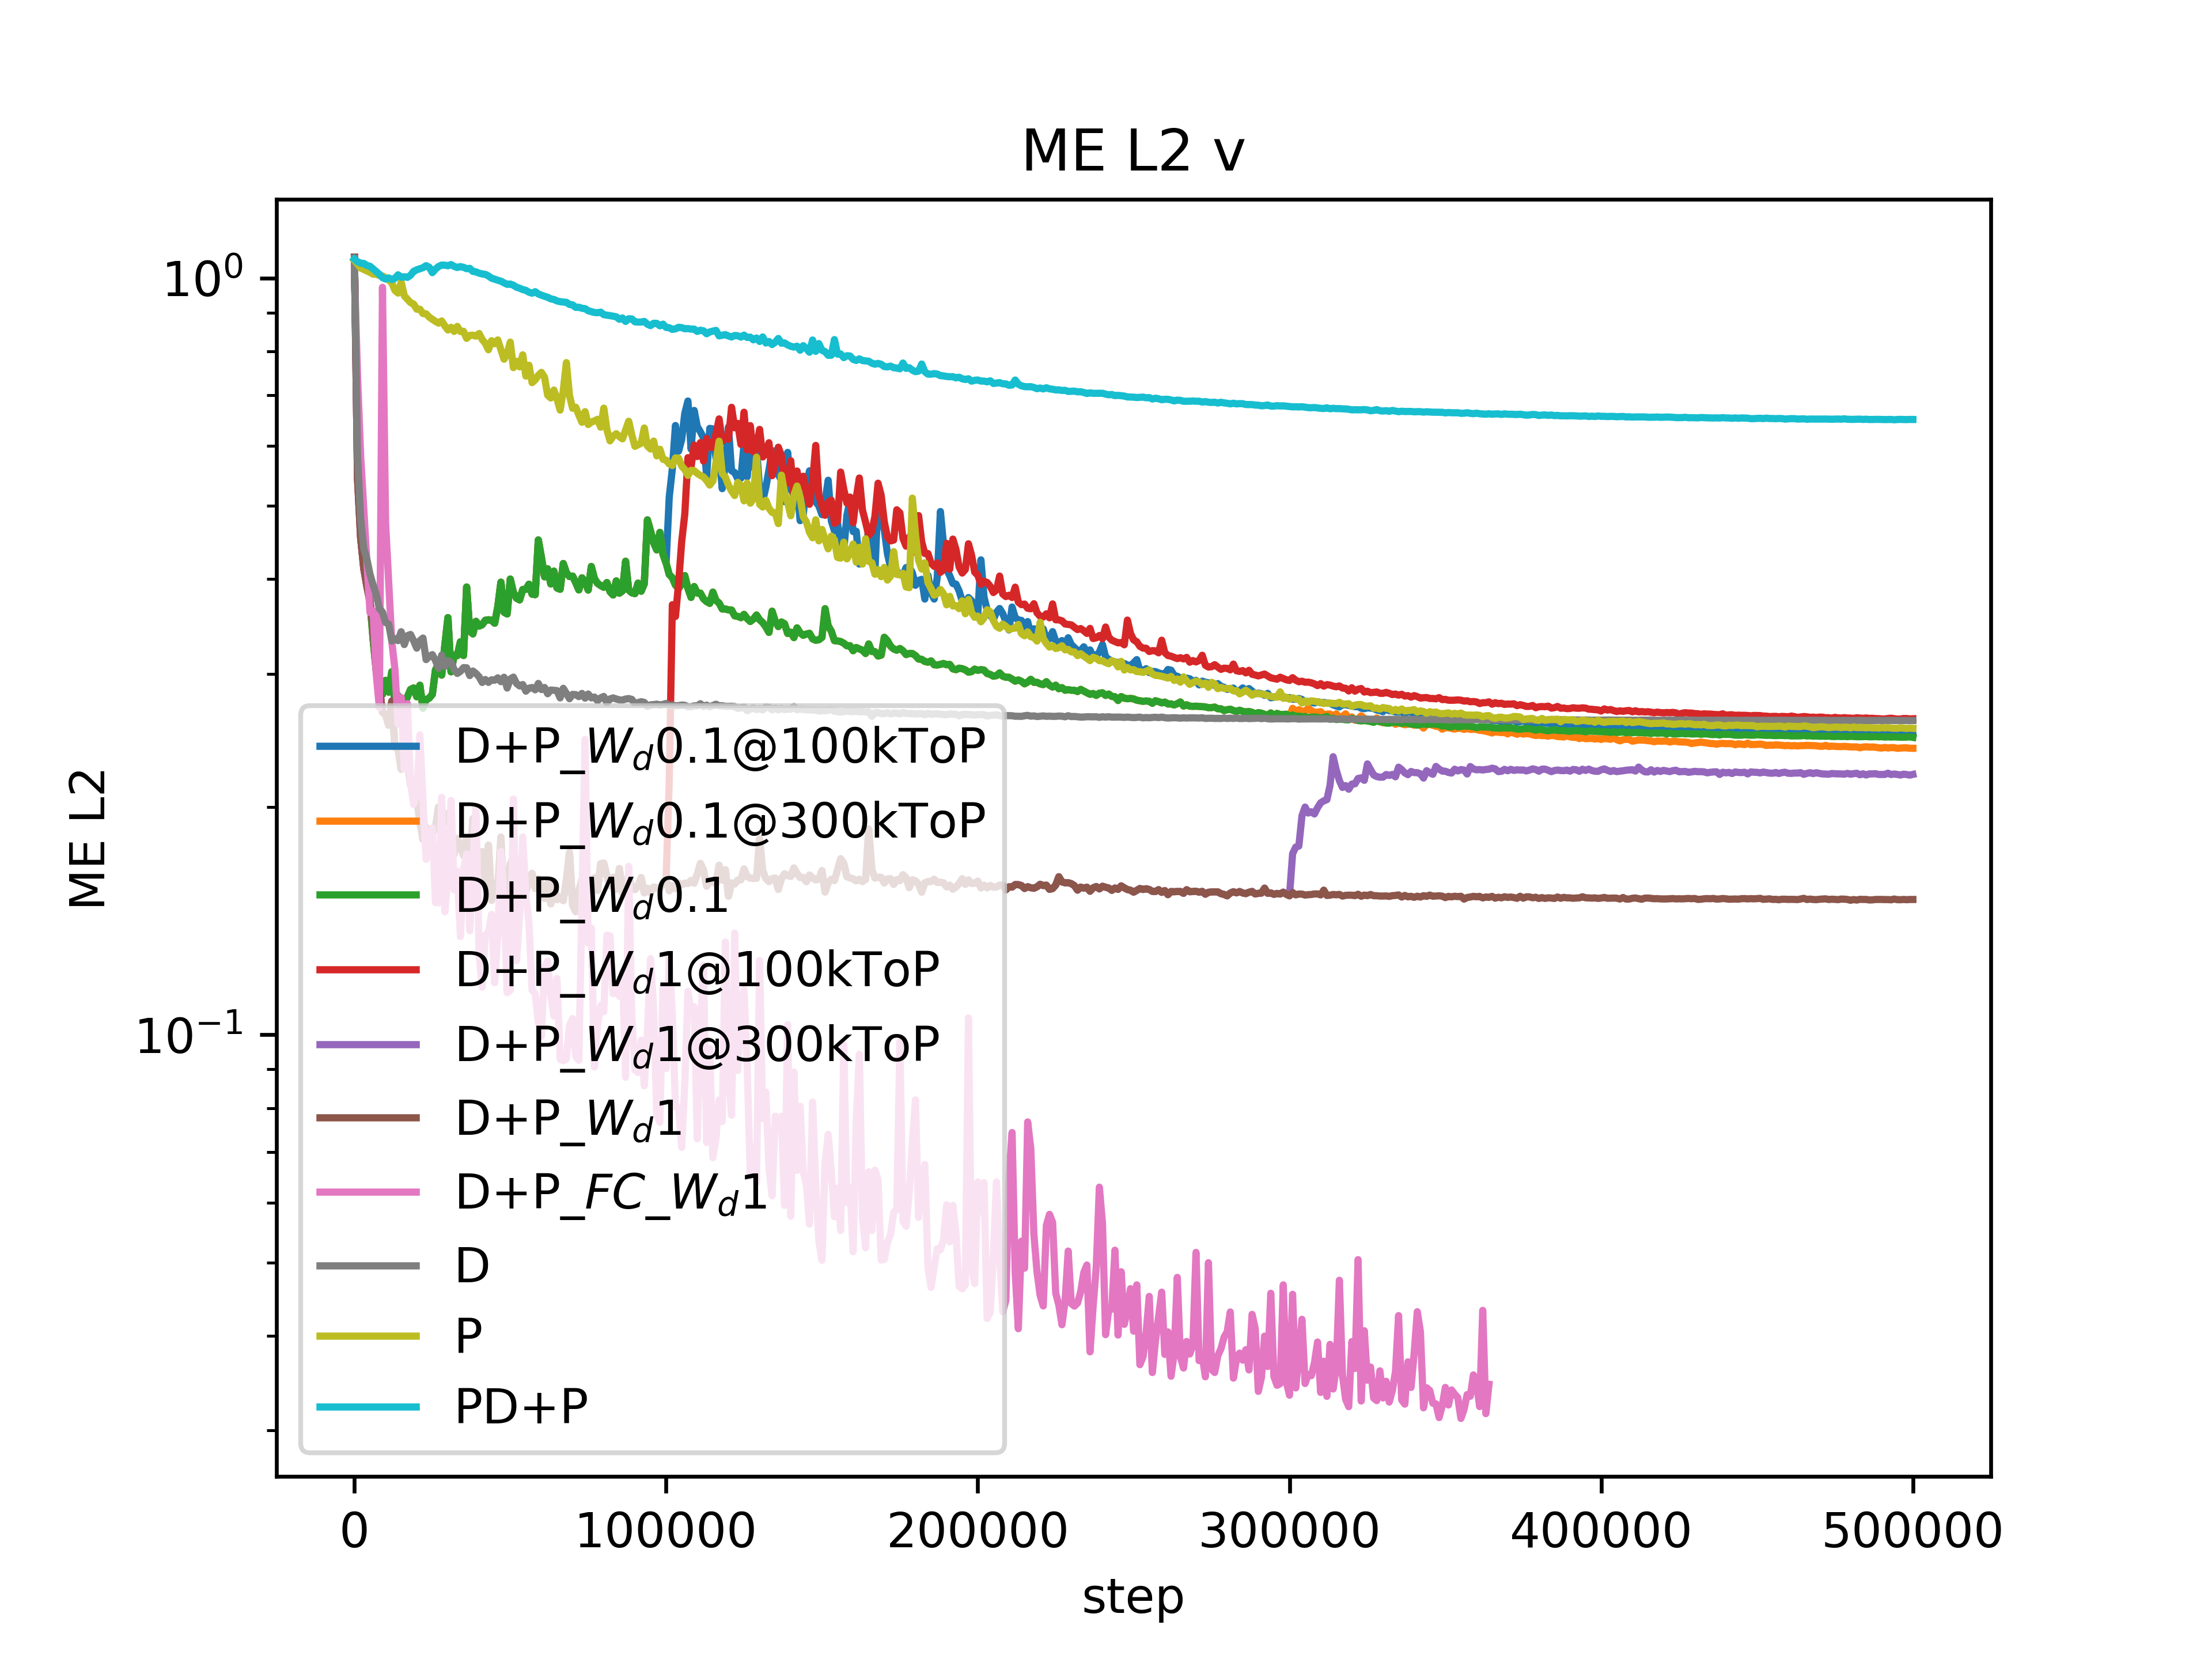 ME L2 v
10^0
10^-1
ME L2
D+P_W_d0.1@100kToP
D+P_W_d0.1@300kToP
D+P_W_d0.1
D+P_W_d1@100kToP
D+P_W_d1@300kToP
D+P_W_d1
D+P_FC_W_d1
D
P
PD+P
0 100000 200000 300000 400000 500000
step